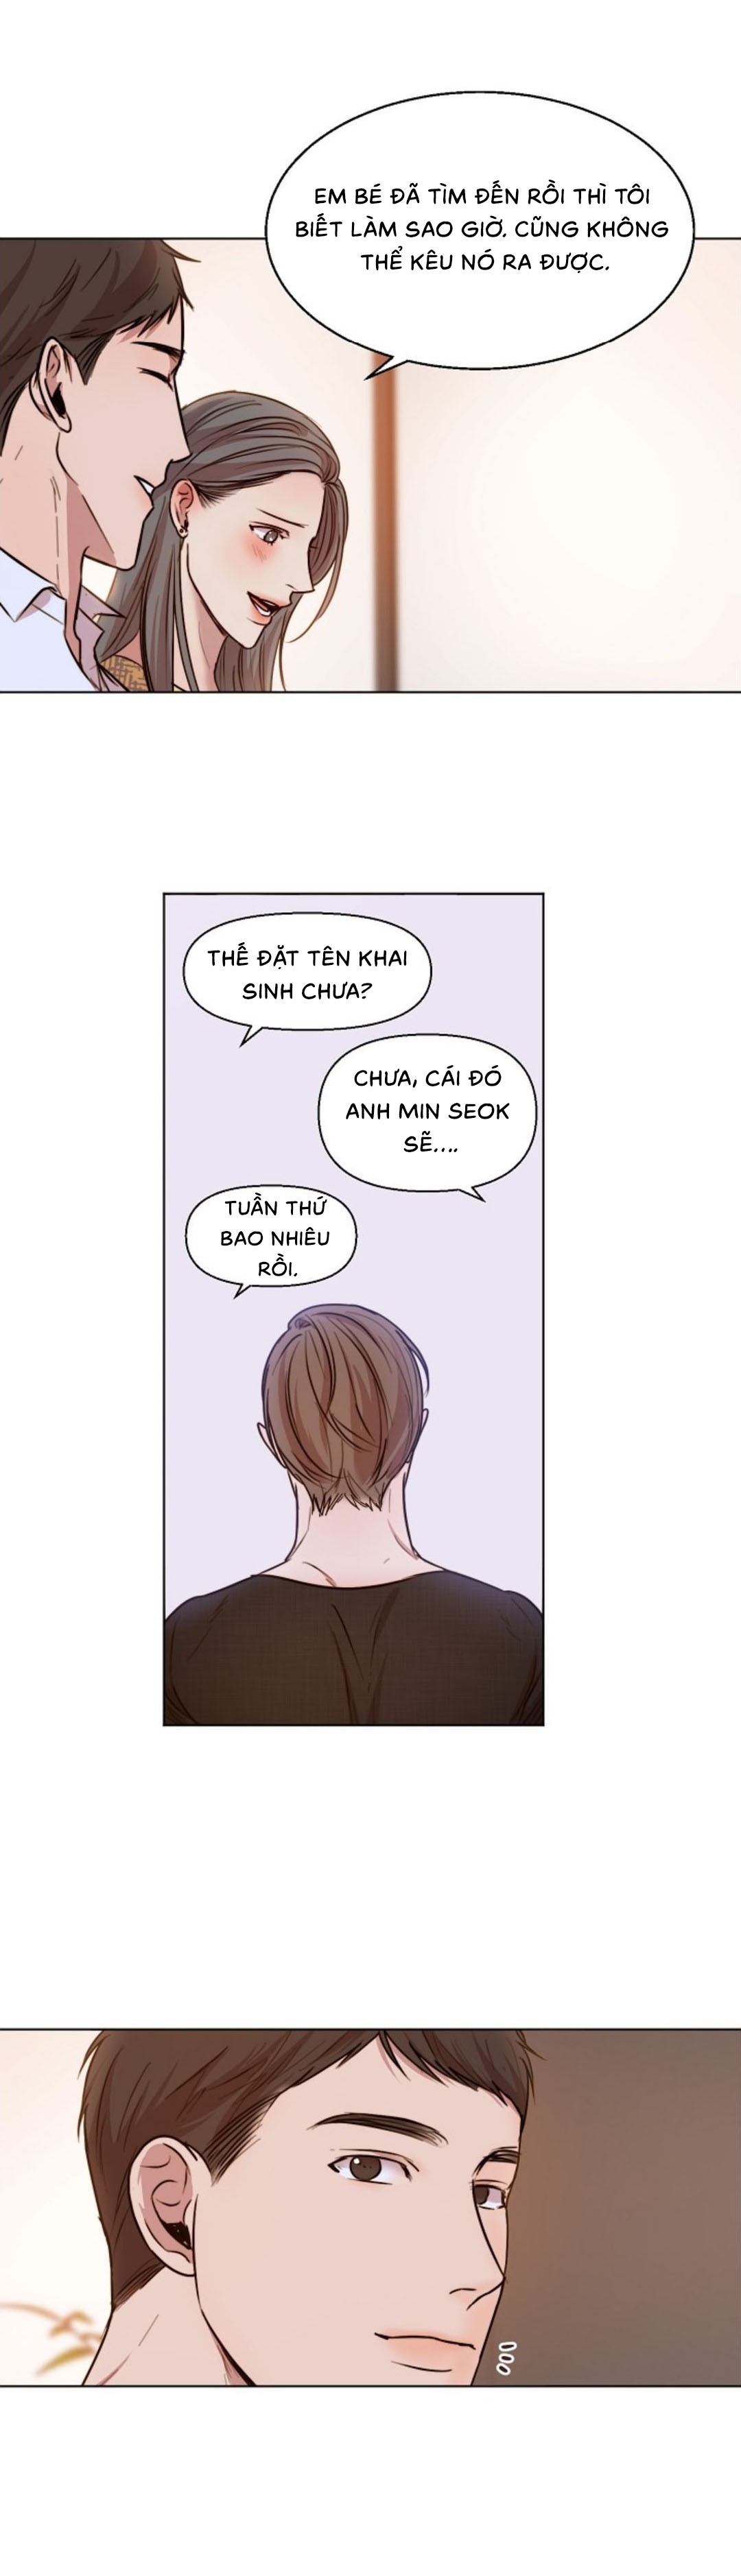 EM BÉ ĐÃ TÌM ĐẾN RỒI THÌ TÔI
BIẾT LÀM SAO GIỜ. CŨNG KHÔNG
THỂ KÊU NÓ RA ĐƯỢC.
THẾ ĐẶT TÊN KHAI
SINH CHƯA?
CHƯA, CÁI ĐÓ
ANH MIN SEOK
SẼ....
TUẦN THỨ
BAO NHIÊU
RỒI.